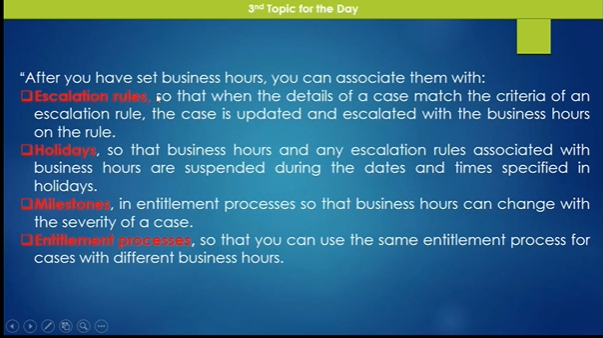 3nd Topic for the Day
“After you have set business hours, you can associate them with:
❑Escalation rules, so that when the details of a case match the criteria of an
escalation rule, the case is updated and escalated with the business hours
on the rule.
❑Holidays, so that business hours and any escalation rules associated with
business hours are suspended during the dates and times specified in
holidays.
❑Milestones, in entitlement processes so that business hours can change with
the severity of a case.
❑Entitlement processes, so that you can use the same entitlement process for
cases with different business hours.